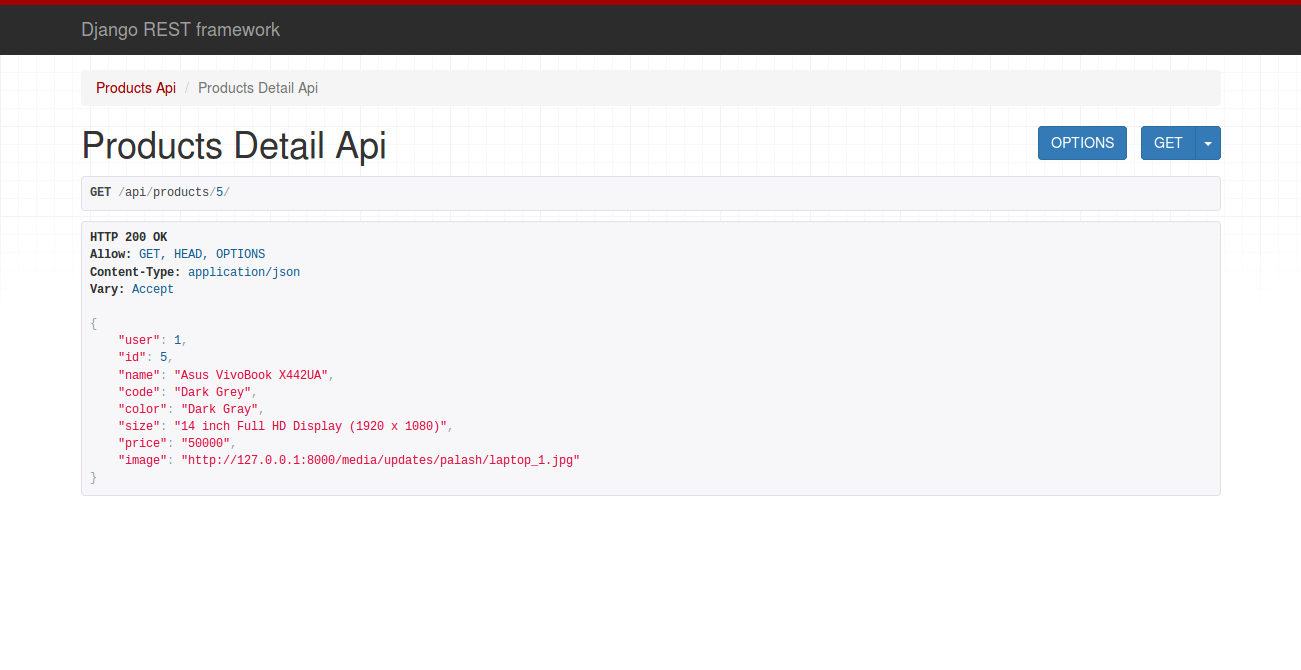 Django REST framework
Products Api / Products Detail Api
Products Detail Api
OPTIONS GET
GET /api/products/5/
HTTP 200 OK
Allow: GET, HEAD, OPTIONS
Content-Type: application/json
Vary: Accept
{
    "user": 1,
    "id": 5,
    "name": "Asus VivoBook X442UA",
    "code": "Dark Grey",
    "color": "Dark Gray",
    "size": "14 inch Full HD Display (1920 x 1080)",
    "price": "50000",
    "image": "http://127.0.0.1:8000/media/updates/palash/laptop_1.jpg"
}